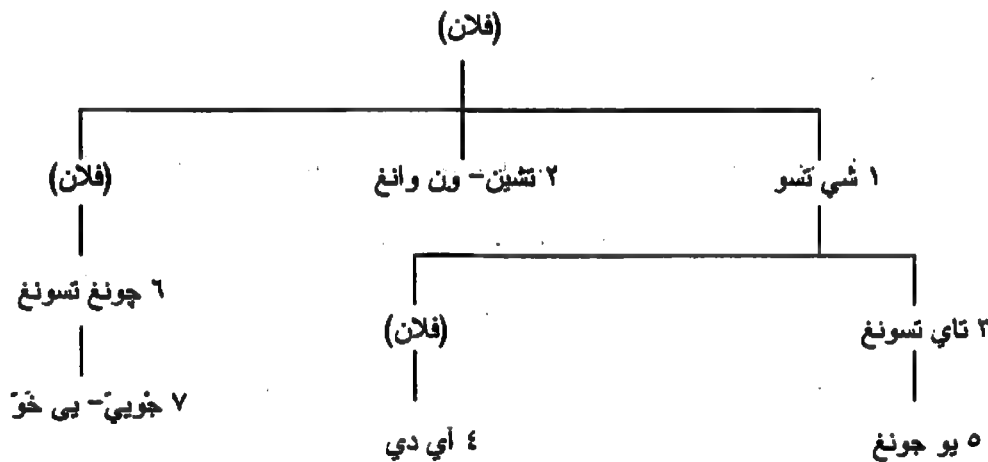 (فلان)
١ شي تسو
٢ تشين- ون وانغ
(فلان)
٦ چونغ تسونغ
(فلان)
٣ تاي تسونغ
٧ جوييّ- يى خوّ
٤ آي دي
٥ يو جونغ